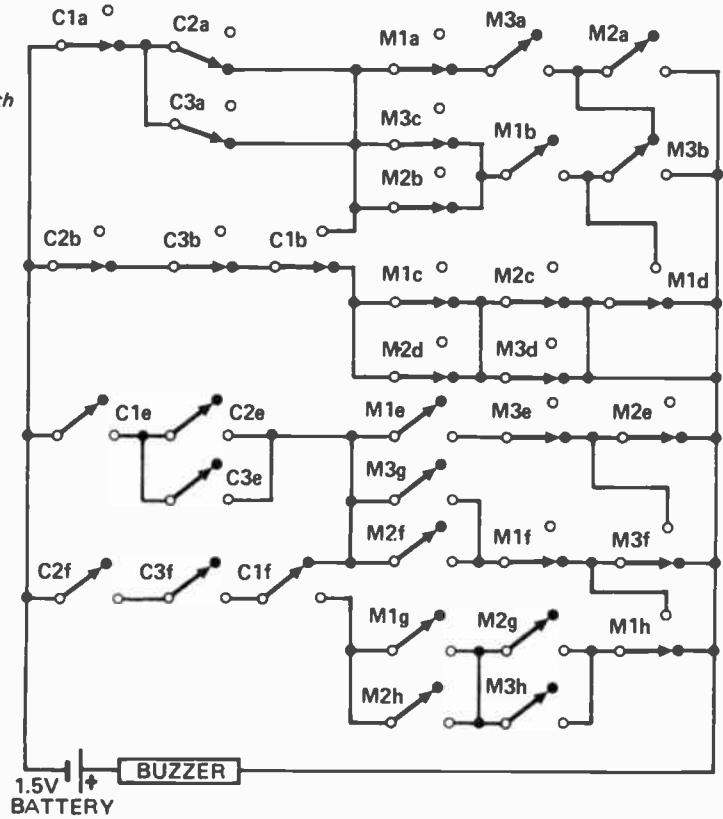 C1a C2a M1a M3a M2a
th
C3a M3c M1b M3b
M2b
C2b C3b C1b
M1c M2c M1d
M2d M3d
C1e C2e M1e M3e M2e
C3e M3g
M2f M1f M3f
C2f C3f C1f
M1g M2g M1h
M2h M3h
BUZZER
1.5V +
BATTERY